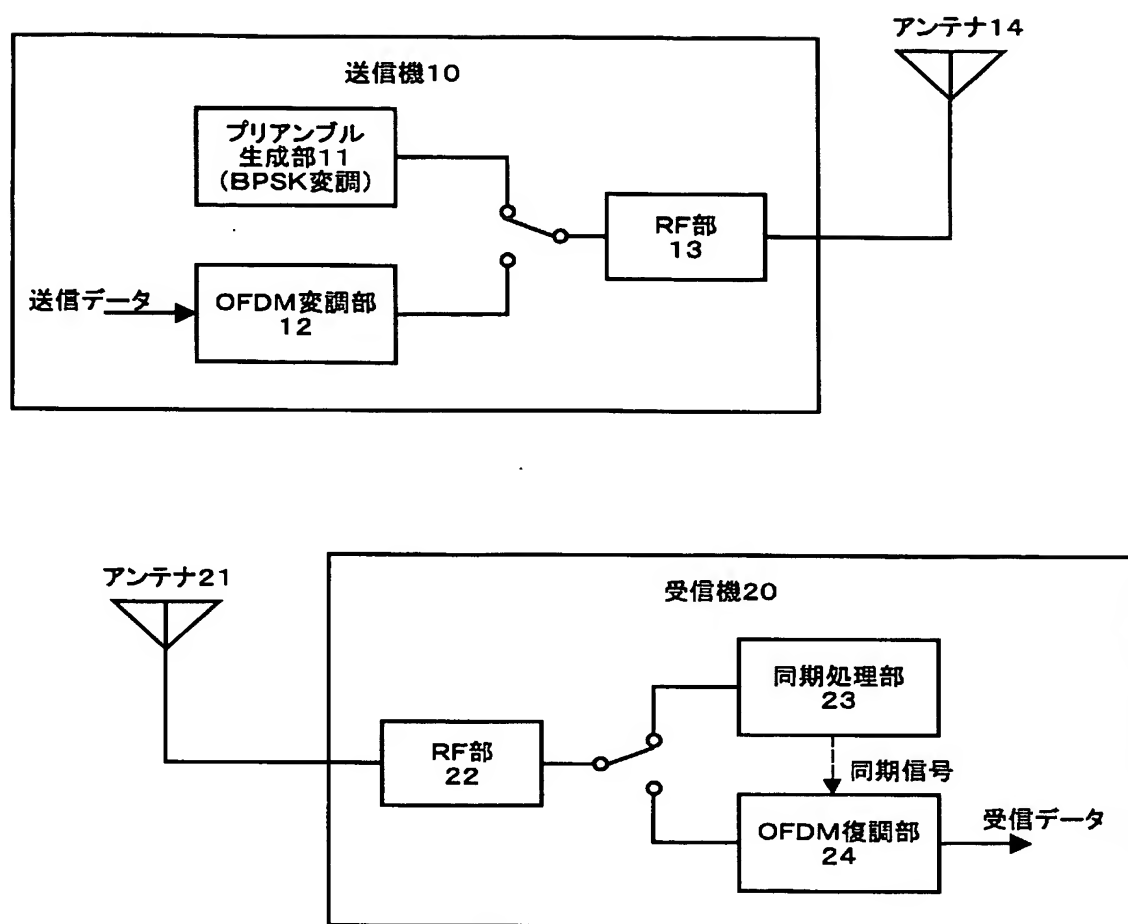 アンテナ14
送信機10
プリアンブル
生成部11
(BPSK変調)
RF部
13
送信データ
OFDM変調部
12
アンテナ21
受信機20
同期処理部
23
RF部
22
同期信号
OFDM復調部
24
受信データ